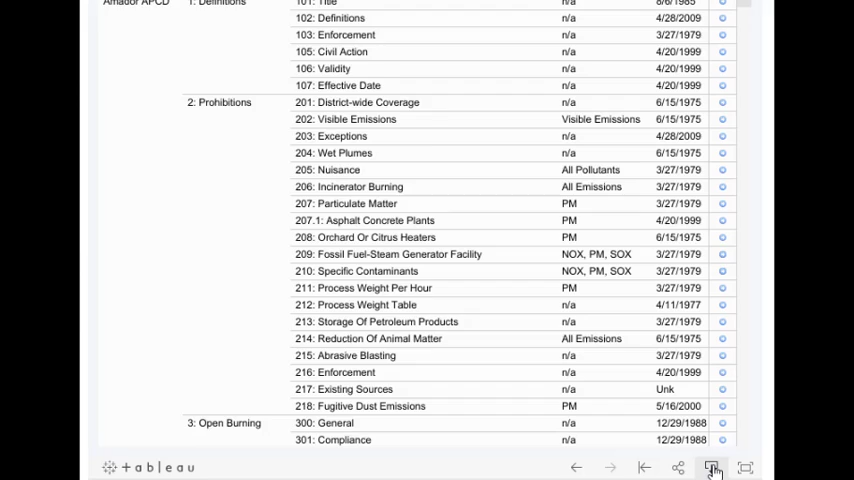 Amador APCD 1: Definitions 101: Title n/a 8/6/1985
102: Definitions n/a 4/28/2009
103: Enforcement n/a 3/27/1979
105: Civil Action n/a 4/20/1999
106: Validity n/a 4/20/1999
107: Effective Date n/a 4/20/1999
2: Prohibitions 201: District-wide Coverage n/a 6/15/1975
202: Visible Emissions Visible Emissions 6/15/1975
203: Exceptions n/a 4/28/2009
204: Wet Plumes n/a 6/15/1975
205: Nuisance All Pollutants 3/27/1979
206: Incinerator Burning All Emissions 3/27/1979
207: Particulate Matter PM 3/27/1979
207.1: Asphalt Concrete Plants PM 4/20/1999
208: Orchard Or Citrus Heaters PM 6/15/1975
209: Fossil Fuel-Steam Generator Facility NOX, PM, SOX 3/27/1979
210: Specific Contaminants NOX, PM, SOX 3/27/1979
211: Process Weight Per Hour PM 3/27/1979
212: Process Weight Table n/a 4/11/1977
213: Storage Of Petroleum Products n/a 3/27/1979
214: Reduction Of Animal Matter All Emissions 6/15/1975
215: Abrasive Blasting n/a 3/27/1979
216: Enforcement n/a 4/20/1999
217: Existing Sources n/a Unk
218: Fugitive Dust Emissions PM 5/16/2000
3: Open Burning 300: General n/a 12/29/1988
301: Compliance n/a 12/29/1988
+ableau